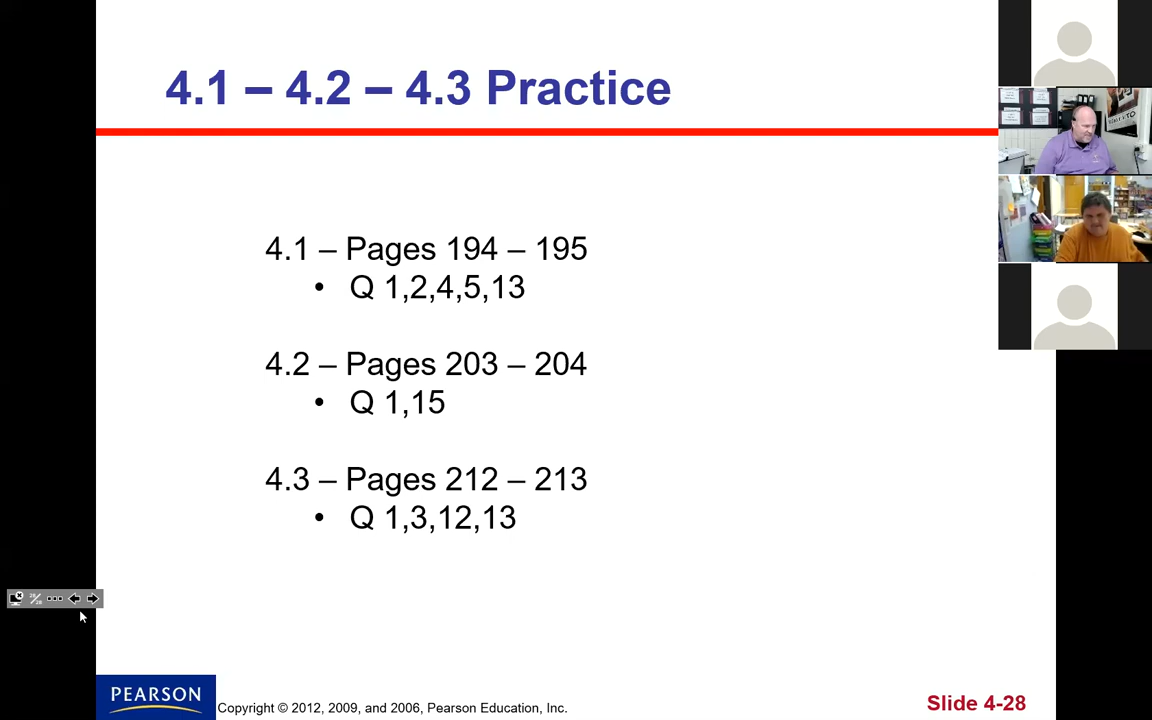 4.1 – 4.2 – 4.3 Practice
4.1 – Pages 194 – 195
• Q 1,2,4,5,13
4.2 – Pages 203 – 204
• Q 1,15
4.3 – Pages 212 – 213
• Q 1,3,12,13
PEARSON
Copyright © 2012, 2009, and 2006, Pearson Education, Inc.
Slide 4-28